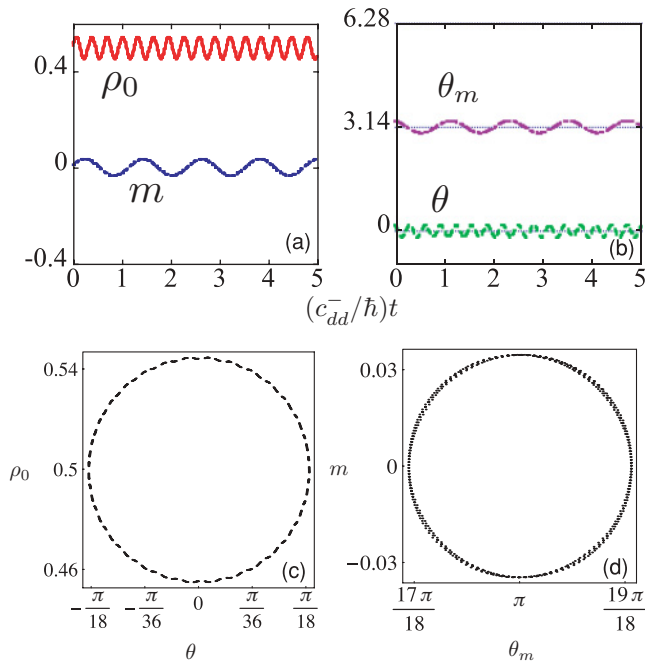 0.4
0
-0.4
ρ₀
m
(a)
0 1 2 3 4 5
6.28
3.14
0
θₘ
θ
(b)
0 1 2 3 4 5
(c⁻_dd/ħ)t
0.54
0.5
0.46
ρ₀
(c)
−π/18 −π/36 0 π/36 π/18
θ
0.03
0
−0.03
m
(d)
17π/18 π 19π/18
θₘ